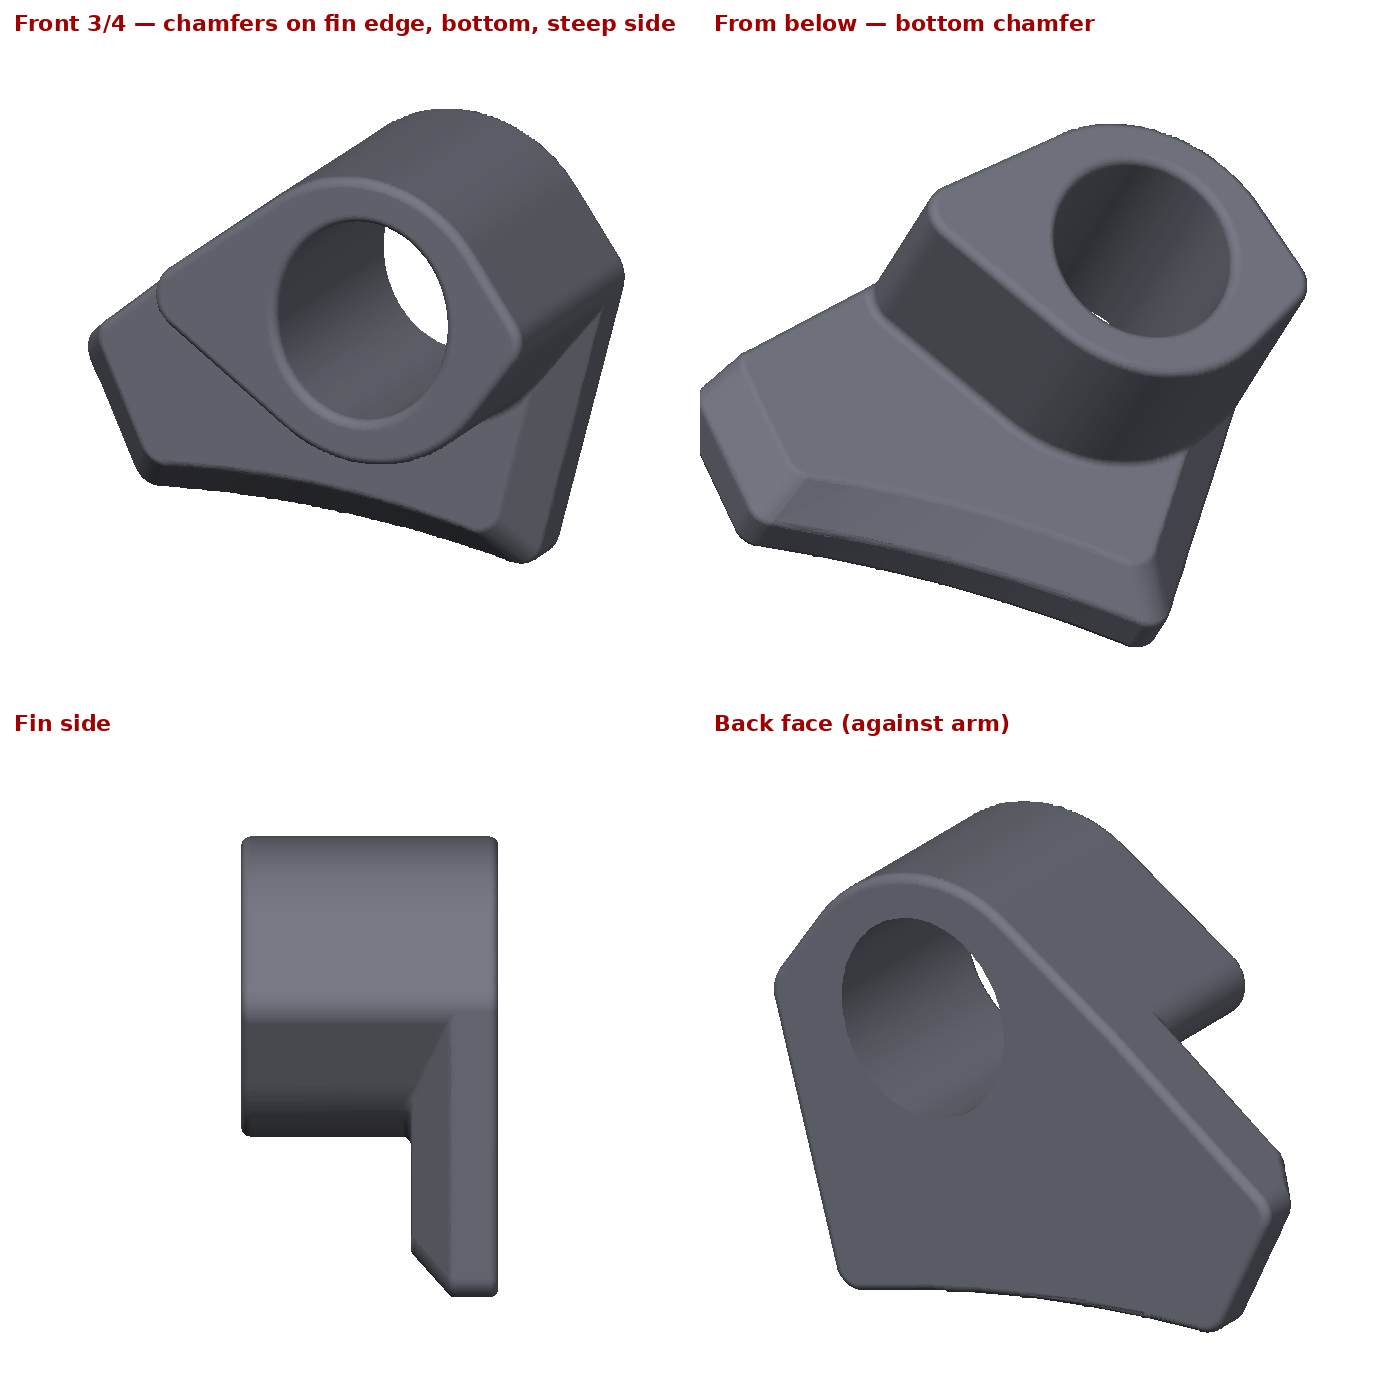 Front 3/4 — chamfers on fin edge, bottom, steep side
From below — bottom chamfer
Fin side
Back face (against arm)